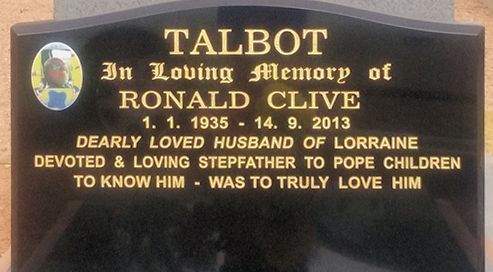 TALBOT
In Loving Memory of
RONALD CLIVE
1. 1. 1935 - 14. 9. 2013
DEARLY LOVED HUSBAND OF LORRAINE
DEVOTED & LOVING STEPFATHER TO POPE CHILDREN
TO KNOW HIM - WAS TO TRULY LOVE HIM